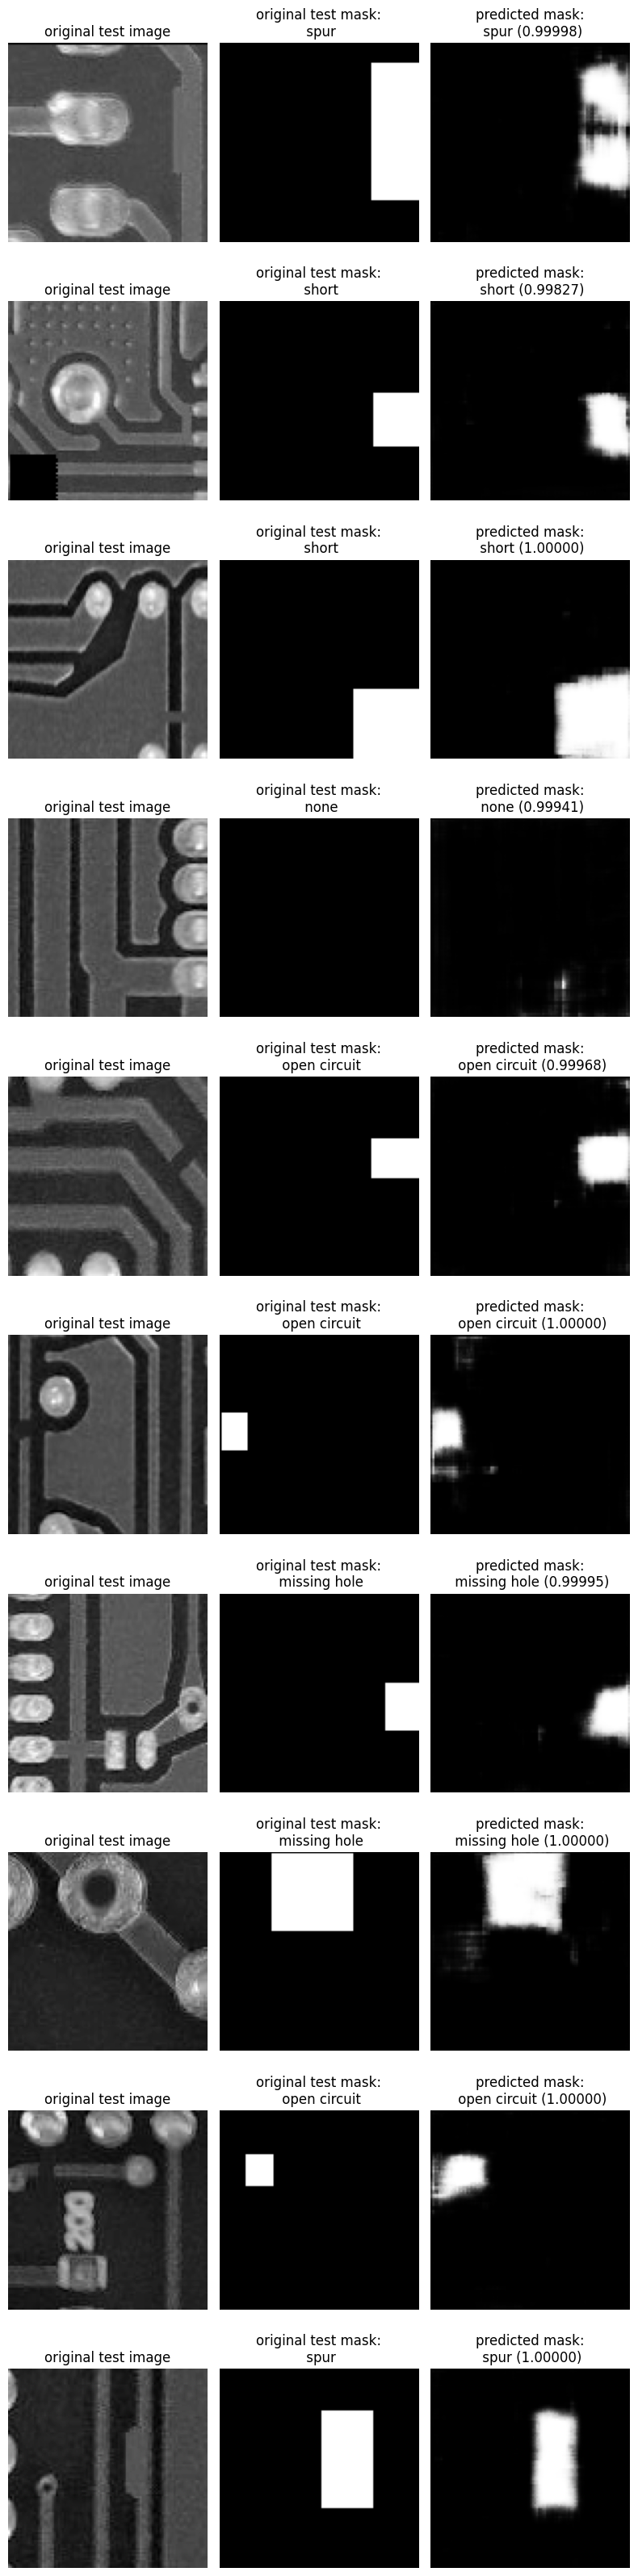 original test image
original test mask:
spur
predicted mask:
spur (0.99998)
original test image
original test mask:
short
predicted mask:
short (0.99827)
original test image
original test mask:
short
predicted mask:
short (1.00000)
original test image
original test mask:
none
predicted mask:
none (0.99941)
original test image
original test mask:
open circuit
predicted mask:
open circuit (0.99968)
original test image
original test mask:
open circuit
predicted mask:
open circuit (1.00000)
original test image
original test mask:
missing hole
predicted mask:
missing hole (0.99995)
original test image
original test mask:
missing hole
predicted mask:
missing hole (1.00000)
original test image
original test mask:
open circuit
predicted mask:
open circuit (1.00000)
200
original test image
original test mask:
spur
predicted mask:
spur (1.00000)